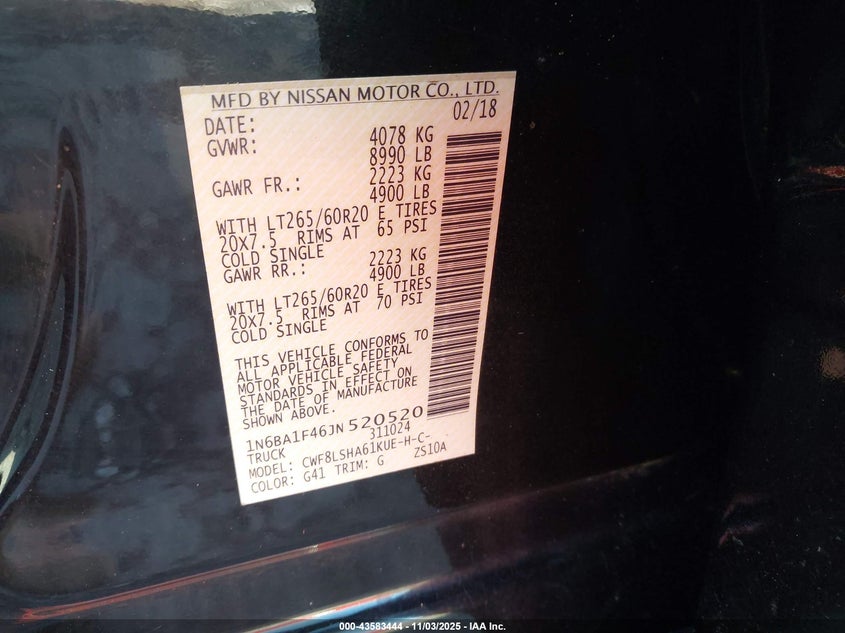 MFD BY NISSAN MOTOR CO., LTD.
DATE: 02/18
GVWR: 4078 KG
8990 LB
GAWR FR.: 2223 KG
4900 LB
WITH LT265/60R20 E TIRES
20X7.5 RIMS AT 65 PSI
COLD SINGLE
GAWR RR.: 2223 KG
4900 LB
WITH LT265/60R20 E TIRES
20X7.5 RIMS AT 70 PSI
COLD SINGLE
THIS VEHICLE CONFORMS TO
ALL APPLICABLE FEDERAL
MOTOR VEHICLE SAFETY
STANDARDS IN EFFECT ON
THE DATE OF MANUFACTURE
SHOWN ABOVE.
1N6BA1F46JN520520
TRUCK 311024
MODEL: CWF8LSHA61KUE-H-C-
COLOR: G41 TRIM: G ZS10A
000-43583444 - 11/03/2025 - IAA Inc.